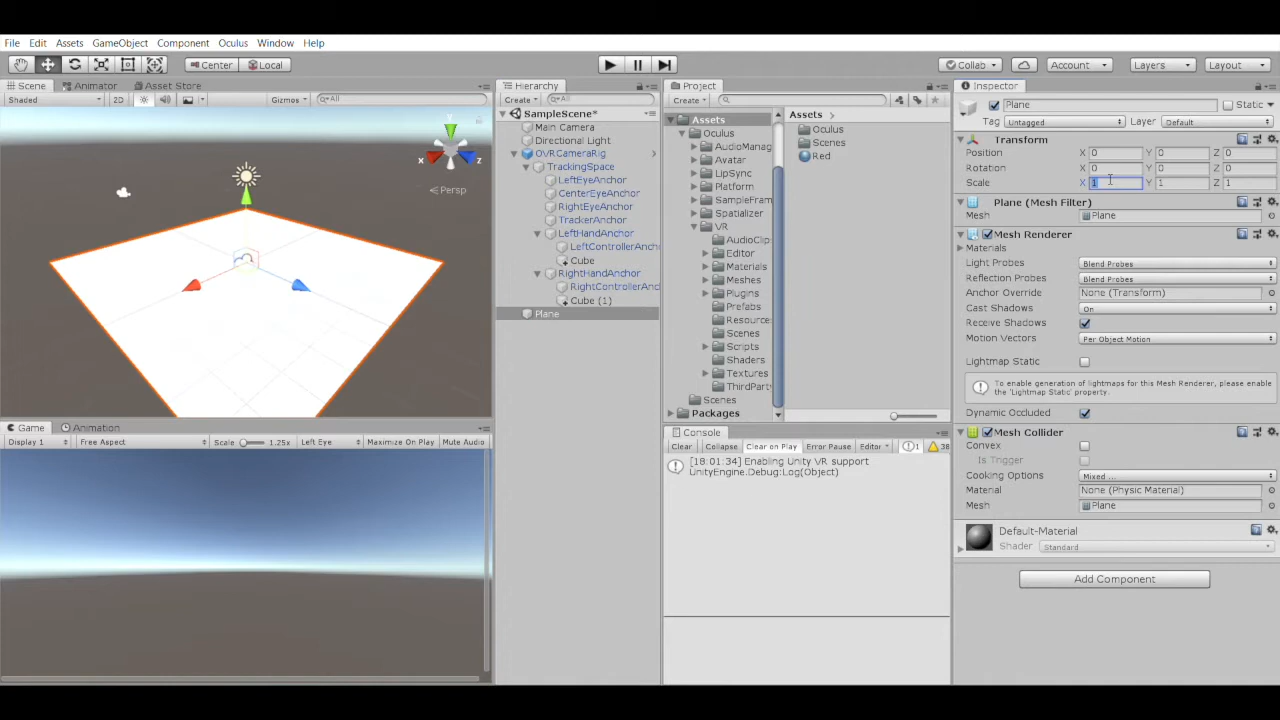 File Edit Assets GameObject Component Oculus Window Help
Center Local Collab Account Layers Layout
Scene Animator Asset Store
Shaded 2D Gizmos All
y x z
Persp
Game Animation
Display 1 Free Aspect Scale 1.25x Left Eye Maximize On Play Mute Audio
Hierarchy
Create All
SampleScene*
Main Camera
Directional Light
OVRCameraRig
TrackingSpace
LeftEyeAnchor
CenterEyeAnchor
RightEyeAnchor
TrackerAnchor
LeftHandAnchor
LeftControllerAnch
Cube
RightHandAnchor
RightControllerAnc
Cube (1)
Plane
Project
Create
Assets
Oculus
AudioManag
Avatar
LipSync
Platform
SampleFram
Spatializer
VR
AudioClip
Editor
Materials
Meshes
Plugins
Prefabs
Resource
Scenes
Scripts
Shaders
Textures
ThirdParty
Scenes
Packages
Assets
Oculus
Scenes
Red
Console
Clear Collapse Clear on Play Error Pause Editor 1 38
[18:01:34] Enabling Unity VR support
UnityEngine.Debug:Log(Object)
Inspector
Plane Static
Tag Untagged Layer Default
Transform
Position X 0 Y 0 Z 0
Rotation X 0 Y 0 Z 0
Scale X 1 Y 1 Z 1
Plane (Mesh Filter)
Mesh Plane
Mesh Renderer
Materials
Light Probes Blend Probes
Reflection Probes Blend Probes
Anchor Override None (Transform)
Cast Shadows On
Receive Shadows
Motion Vectors Per Object Motion
Lightmap Static
To enable generation of lightmaps for this Mesh Renderer, please enable
the 'Lightmap Static' property.
Dynamic Occluded
Mesh Collider
Convex
Is Trigger
Cooking Options Mixed ...
Material None (Physic Material)
Mesh Plane
Default-Material
Shader Standard
Add Component